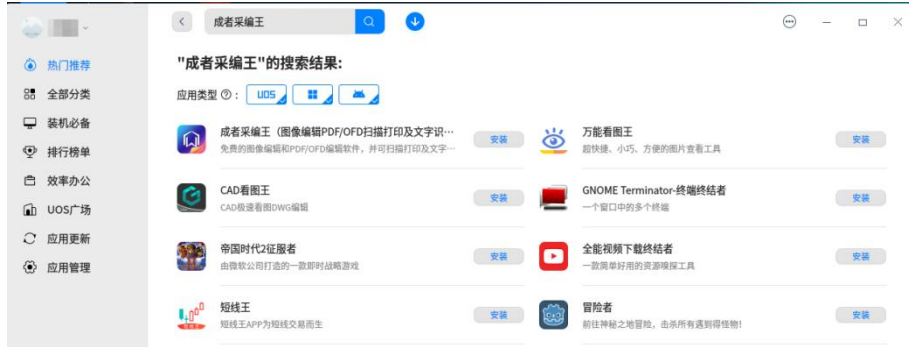 成者采编王
热门推荐
全部分类
装机必备
排行榜单
效率办公
UOS广场
应用更新
应用管理
"成者采编王"的搜索结果:
应用类型 ? : UOS
成者采编王（图像编辑PDF/OFD扫描打印及文字识···
免费的图像编辑和PDF/OFD编辑软件，并可扫描打印及文字···
安装
万能看图王
超快捷、小巧、方便的图片查看工具
安装
CAD看图王
CAD极速看图DWG编辑
安装
GNOME Terminator-终端终结者
一个窗口中的多个终端
安装
帝国时代2征服者
由微软公司打造的一款即时战略游戏
安装
全能视频下载终结者
一款简单好用的资源嗅探工具
安装
短线王
短线王APP为短线交易而生
安装
冒险者
前往神秘之地冒险，击杀所有遇到得怪物!
安装